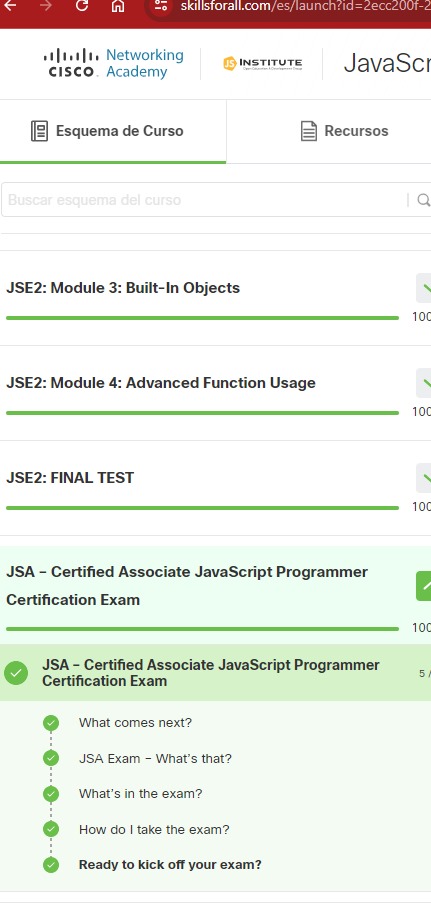 skillsforall.com/es/launch?id=2ecc200f-2
CISCO Networking Academy
JS INSTITUTE
JavaScr
Esquema de Curso
Recursos
Buscar esquema del curso
JSE2: Module 3: Built-In Objects
100
JSE2: Module 4: Advanced Function Usage
100
JSE2: FINAL TEST
100
JSA – Certified Associate JavaScript Programmer
Certification Exam
100
JSA – Certified Associate JavaScript Programmer
Certification Exam
5 /
What comes next?
JSA Exam – What's that?
What's in the exam?
How do I take the exam?
Ready to kick off your exam?